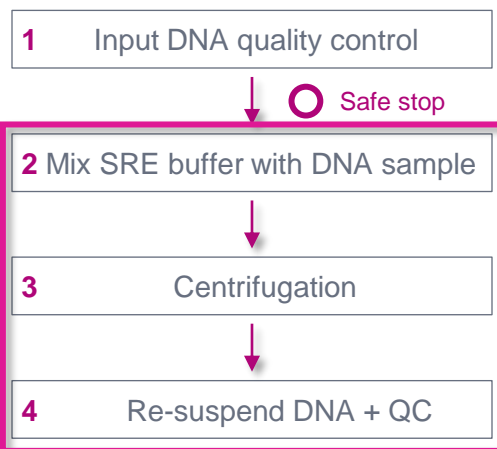 1 Input DNA quality control
Safe stop
2 Mix SRE buffer with DNA sample
3 Centrifugation
4 Re-suspend DNA + QC